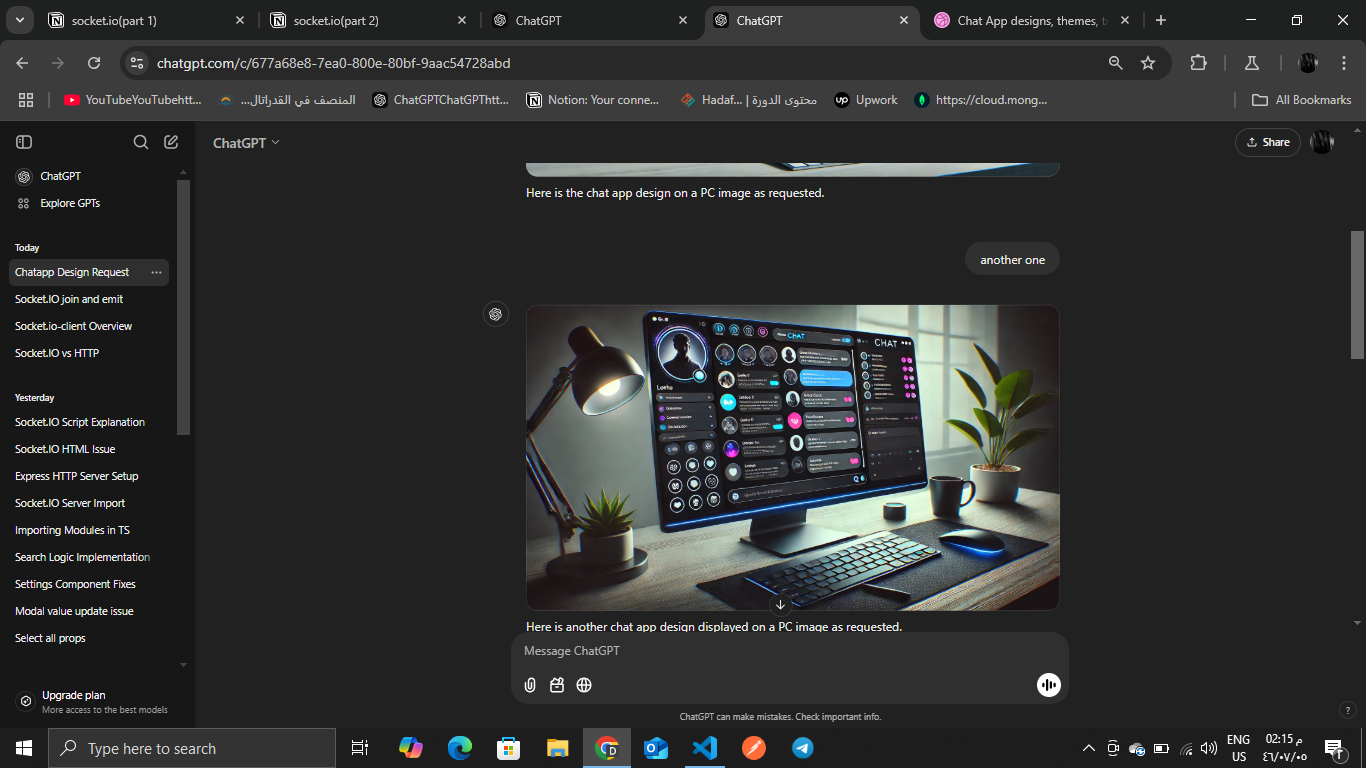 socket.io(part 1)
socket.io(part 2)
ChatGPT
ChatGPT
Chat App designs, themes, t
chatgpt.com/c/677a68e8-7ea0-800e-80bf-9aac54728abd
YouTubeYouTubehtt...
المنصف في القدراتال...
ChatGPTChatGPThtt...
Notion: Your conne...
Hadaf... | محتوى الدورة
up
Upwork
https://cloud.mong...
All Bookmarks
ChatGPT
Share
ChatGPT
Explore GPTs
Today
Chatapp Design Request
Socket.IO join and emit
Socket.io-client Overview
Socket.IO vs HTTP
Yesterday
Socket.IO Script Explanation
Socket.IO HTML Issue
Express HTTP Server Setup
Socket.IO Server Import
Importing Modules in TS
Search Logic Implementation
Settings Component Fixes
Modal value update issue
Select all props
Upgrade plan
More access to the best models
Here is the chat app design on a PC image as requested.
another one
CHAT
CHAT
Here is another chat app design displayed on a PC image as requested.
Message ChatGPT
ChatGPT can make mistakes. Check important info.
?
Type here to search
ENG
US
02:15 م
٤٦/٠٧/٠٥